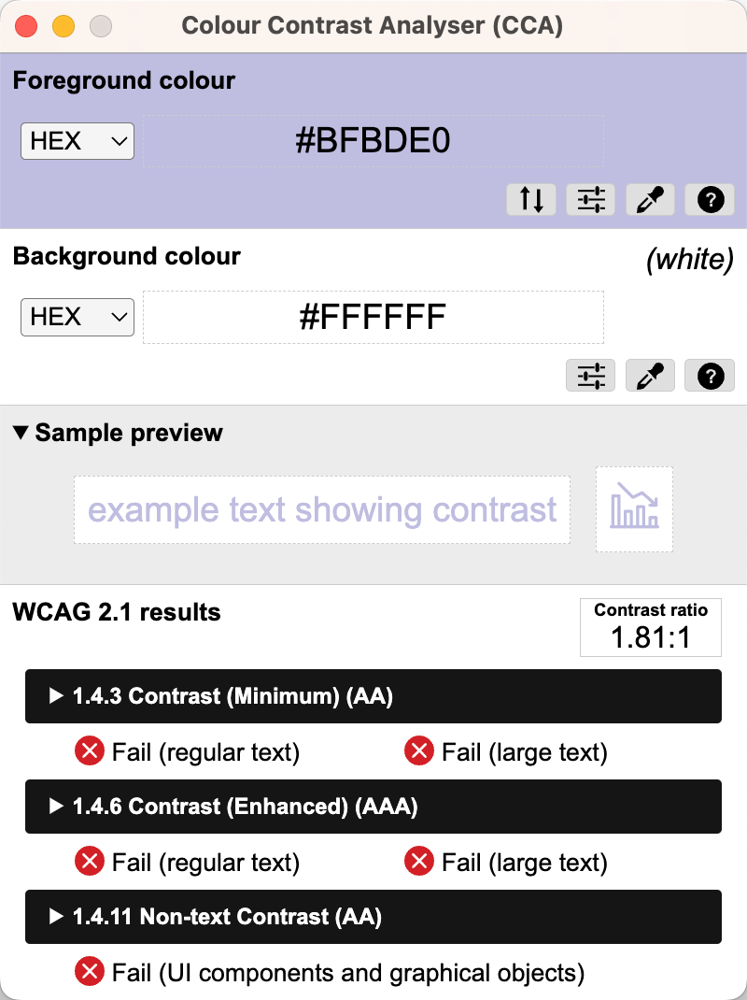 Colour Contrast Analyser (CCA)
Foreground colour
HEX #BFBDE0
?
Background colour (white)
HEX #FFFFFF
?
Sample preview
example text showing contrast
WCAG 2.1 results
Contrast ratio
1.81:1
1.4.3 Contrast (Minimum) (AA)
Fail (regular text) Fail (large text)
1.4.6 Contrast (Enhanced) (AAA)
Fail (regular text) Fail (large text)
1.4.11 Non-text Contrast (AA)
Fail (UI components and graphical objects)